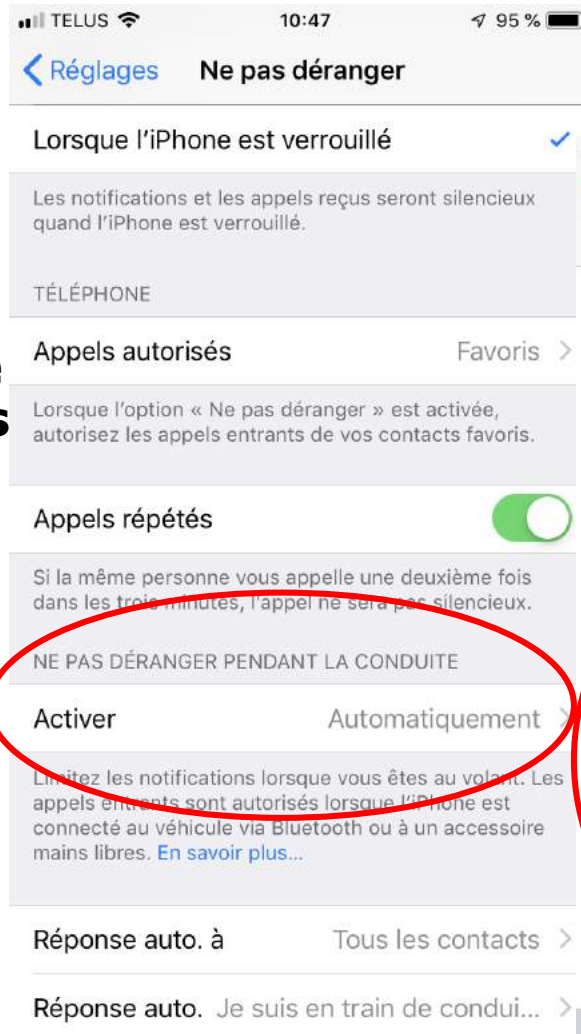 TELUS 10:47 95 %
Réglages Ne pas déranger
Lorsque l'iPhone est verrouillé
Les notifications et les appels reçus seront silencieux
quand l'iPhone est verrouillé.
TÉLÉPHONE
Appels autorisés Favoris
Lorsque l'option « Ne pas déranger » est activée,
autorisez les appels entrants de vos contacts favoris.
Appels répétés
Si la même personne vous appelle une deuxième fois
dans les trois minutes, l'appel ne sera pas silencieux.
NE PAS DÉRANGER PENDANT LA CONDUITE
Activer Automatiquement
Limitez les notifications lorsque vous êtes au volant. Les
appels entrants sont autorisés lorsque l'iPhone est
connecté au véhicule via Bluetooth ou à un accessoire
mains libres. En savoir plus...
Réponse auto. à Tous les contacts
Réponse auto. Je suis en train de condui...